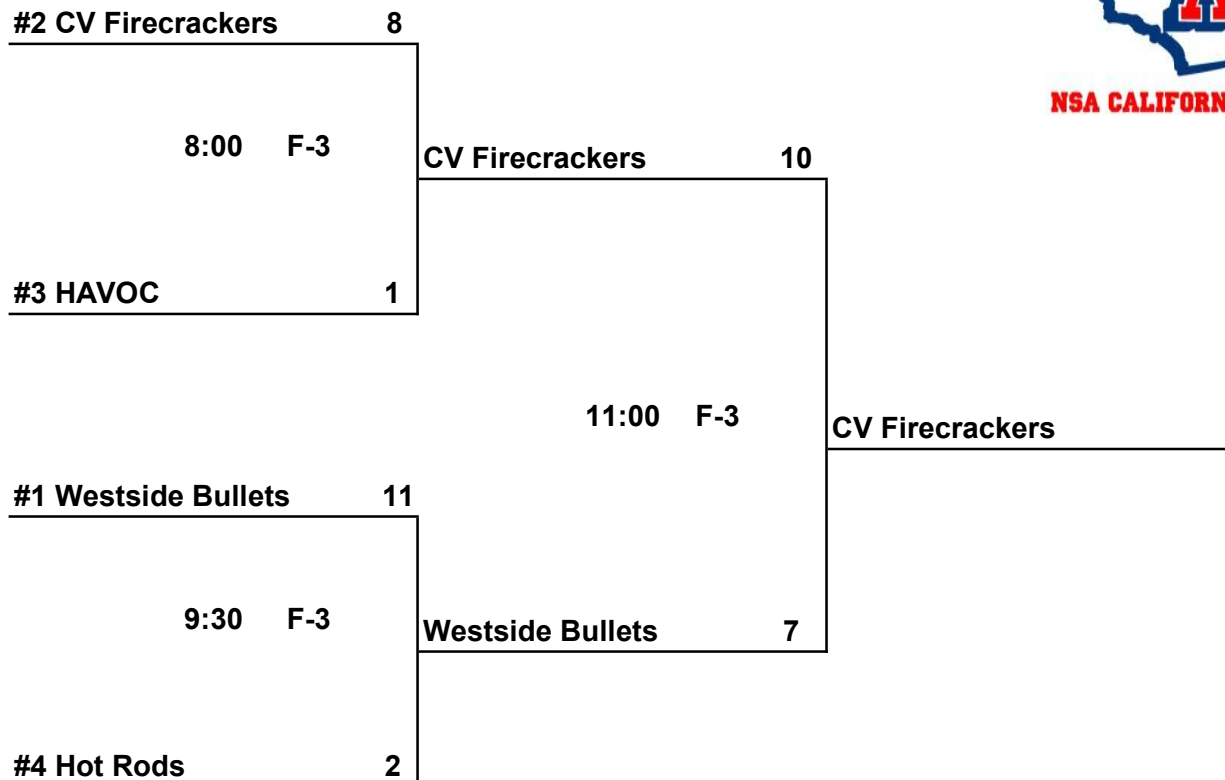 #2 CV Firecrackers 8
NSA CALIFORN
8:00 F-3
CV Firecrackers 10
#3 HAVOC 1
11:00 F-3
CV Firecrackers
#1 Westside Bullets 11
9:30 F-3
Westside Bullets 7
#4 Hot Rods 2